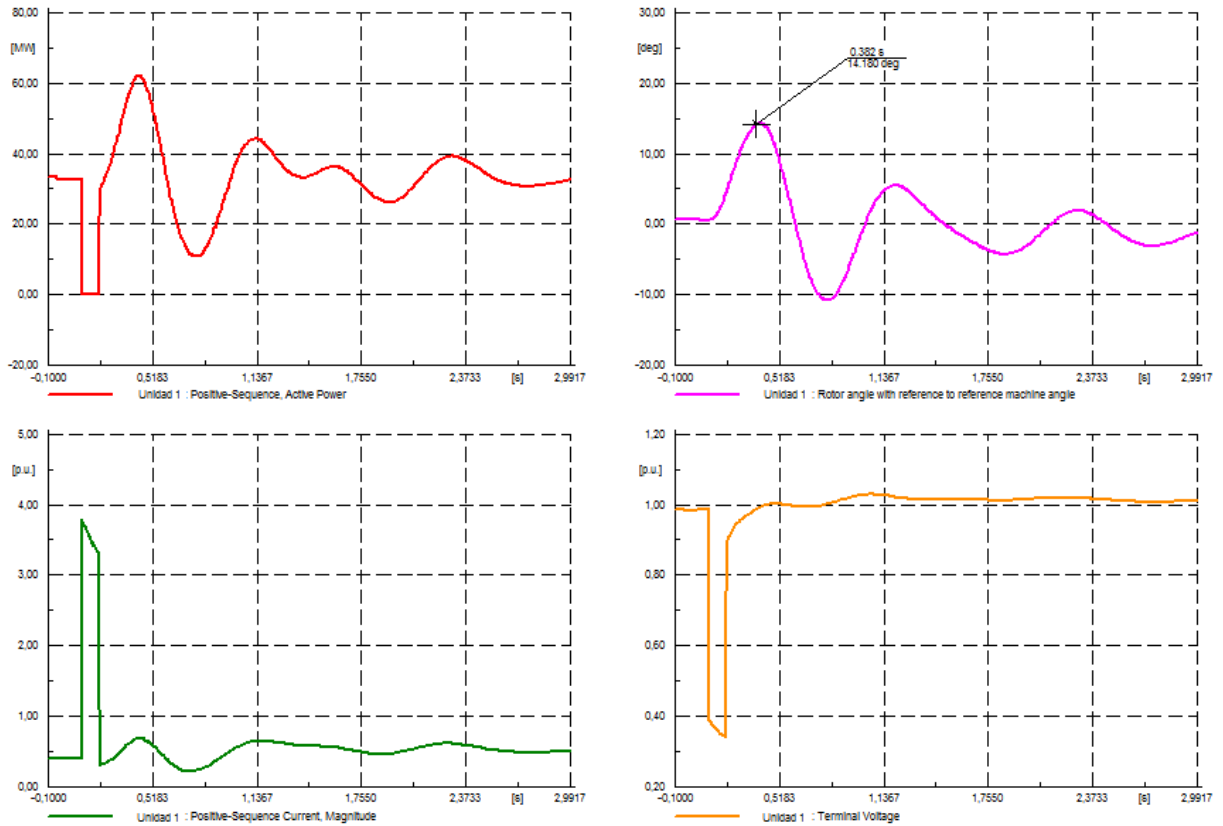 80,00
[MW]
60,00
40,00
20,00
0,00
-20,00
-0,1000 0,5183 1,1367 1,7550 2,3733 [s] 2,9917
Unidad 1 : Positive-Sequence, Active Power
30,00
[deg]
20,00
10,00
0,00
-10,00
-20,00
0.382 s
14.180 deg
-0,1000 0,5183 1,1367 1,7550 2,3733 [s] 2,9917
Unidad 1 : Rotor angle with reference to reference machine angle
5,00
[p.u.]
4,00
3,00
2,00
1,00
0,00
-0,1000 0,5183 1,1367 1,7550 2,3733 [s] 2,9917
Unidad 1 : Positive-Sequence Current, Magnitude
1,20
[p.u.]
1,00
0,80
0,60
0,40
0,20
-0,1000 0,5183 1,1367 1,7550 2,3733 [s] 2,9917
Unidad 1 : Terminal Voltage